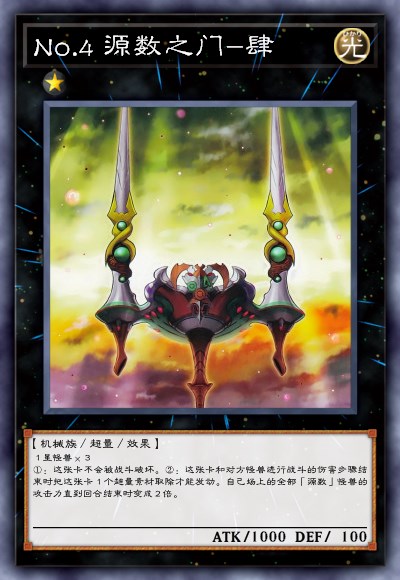 No.4 源数之门-肆
光
ひかり
【机械族／超量／效果】
1星怪兽×3
①：这张卡不会被战斗破坏。②：这张卡和对方怪兽进行战斗的伤害步骤结
束时把这张卡1个超量素材取除才能发动。自己场上的全部「源数」怪兽的
攻击力直到回合结束时变成2倍。
ATK/1000 DEF/ 100